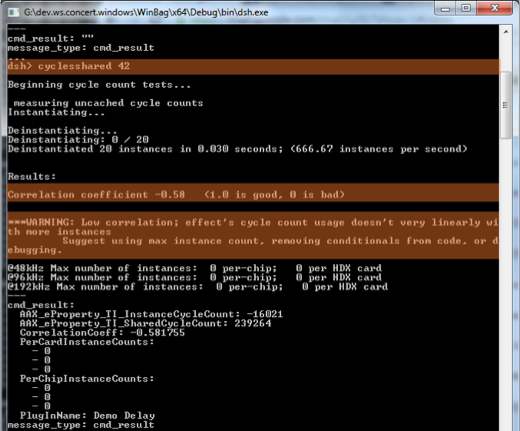 G:\dev.ws.concert.windows\WinBag\x64\Debug\bin\dsh.exe
---
cmd_result: ""
message_type: cmd_result
...
dsh> cyclesshared 42
Beginning cycle count tests...
measuring uncached cycle counts
Instantiating...
Deinstantiating...
Deinstantiating: 0 / 20
Deinstantiated 20 instances in 0.030 seconds; (666.67 instances per second)
Results:
Correlation coefficient -0.58 (1.0 is good, 0 is bad)
***WARNING: Low correlation; effect's cycle count usage doesn't very linearly wi
th more instances
Suggest using max instance count, removing conditionals from code, or d
ebugging.
@48kHz Max number of instances: 0 per-chip; 0 per HDX card
@96kHz Max number of instances: 0 per-chip; 0 per HDX card
@192kHz Max number of instances: 0 per-chip; 0 per HDX card
---
cmd_result:
AAX_eProperty_TI_InstanceCycleCount: -16021
AAX_eProperty_TI_SharedCycleCount: 239264
CorrelationCoeff: -0.581755
PerCardInstanceCounts:
- 0
- 0
- 0
PerChipInstanceCounts:
- 0
- 0
- 0
PlugInName: Demo Delay
message_type: cmd_result